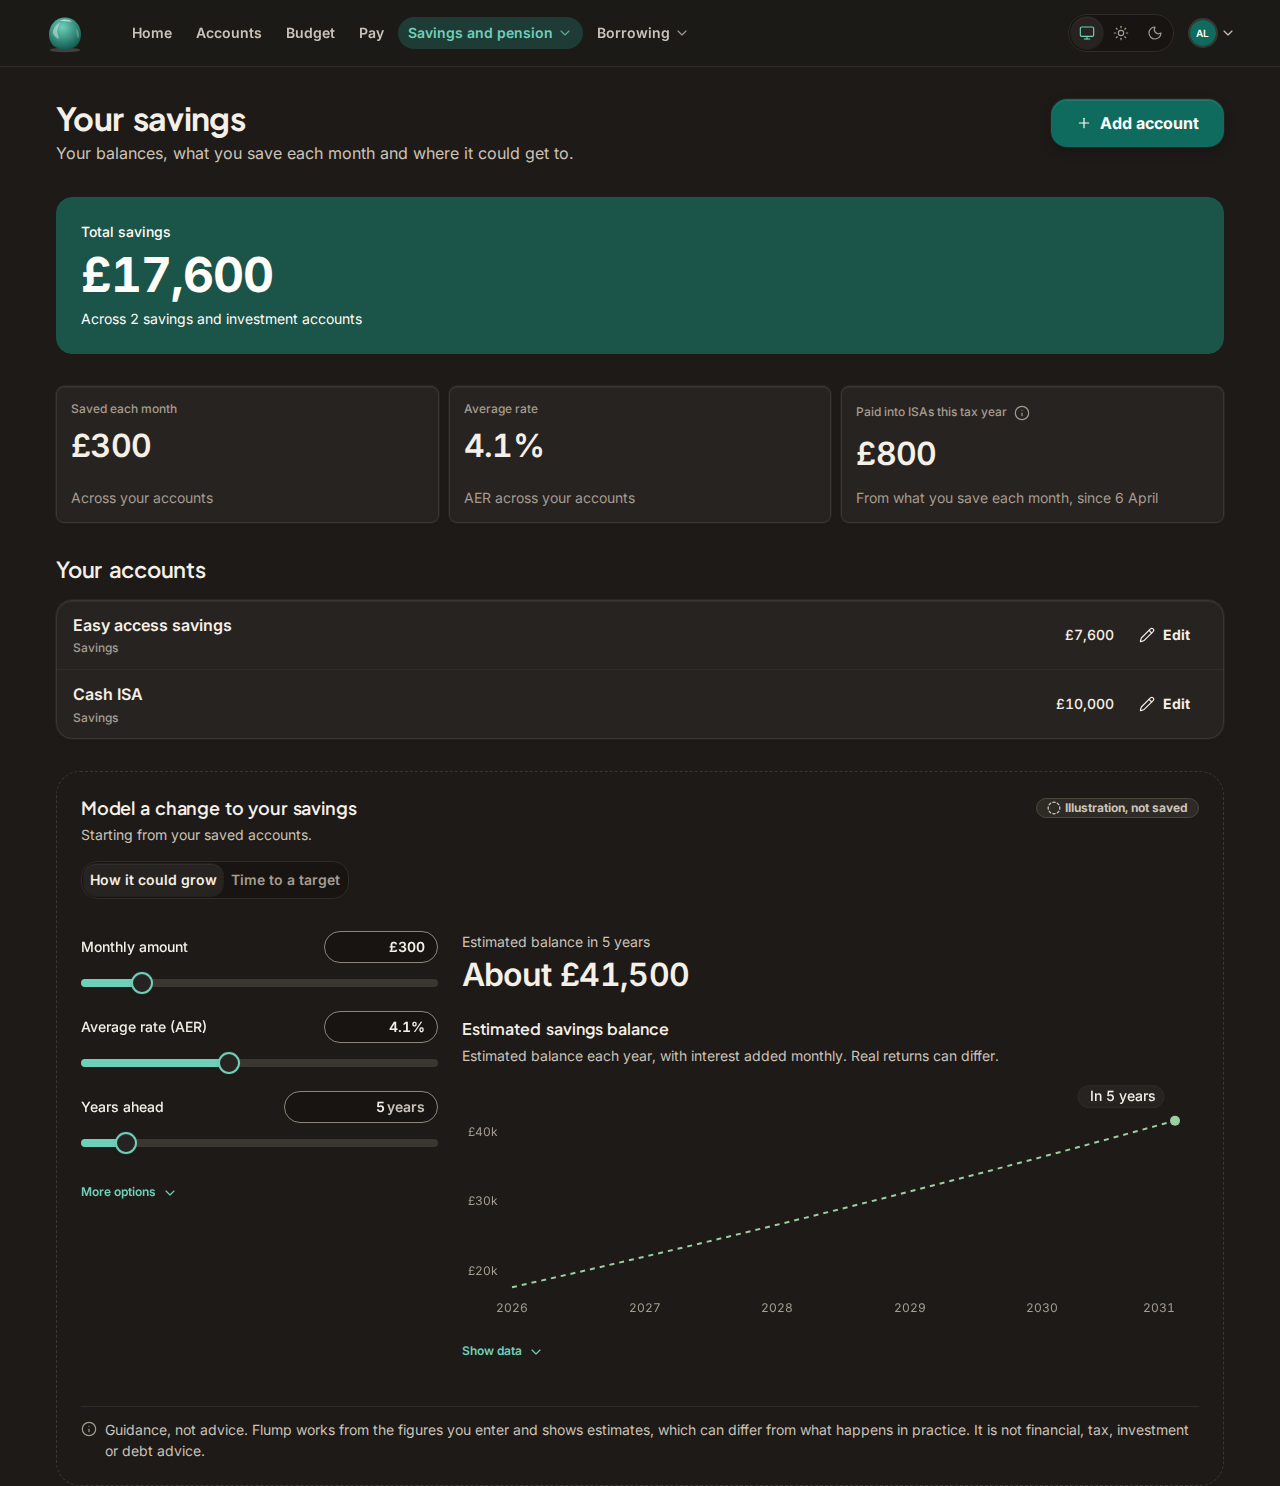 Home Accounts Budget Pay Savings and pension Borrowing AL
Your savings
Add account
Your balances, what you save each month and where it could get to.
Total savings
£17,600
Across 2 savings and investment accounts
Saved each month
£300
Across your accounts
Average rate
4.1%
AER across your accounts
Paid into ISAs this tax year
£800
From what you save each month, since 6 April
Your accounts
Easy access savings
Savings
£7,600 Edit
Cash ISA
Savings
£10,000 Edit
Model a change to your savings
Illustration, not saved
Starting from your saved accounts.
How it could grow Time to a target
Monthly amount £300
Average rate (AER) 4.1%
Years ahead 5 years
More options
Estimated balance in 5 years
About £41,500
Estimated savings balance
Estimated balance each year, with interest added monthly. Real returns can differ.
In 5 years
£40k
£30k
£20k
2026 2027 2028 2029 2030 2031
Show data
Guidance, not advice. Flump works from the figures you enter and shows estimates, which can differ from what happens in practice. It is not financial, tax, investment
or debt advice.